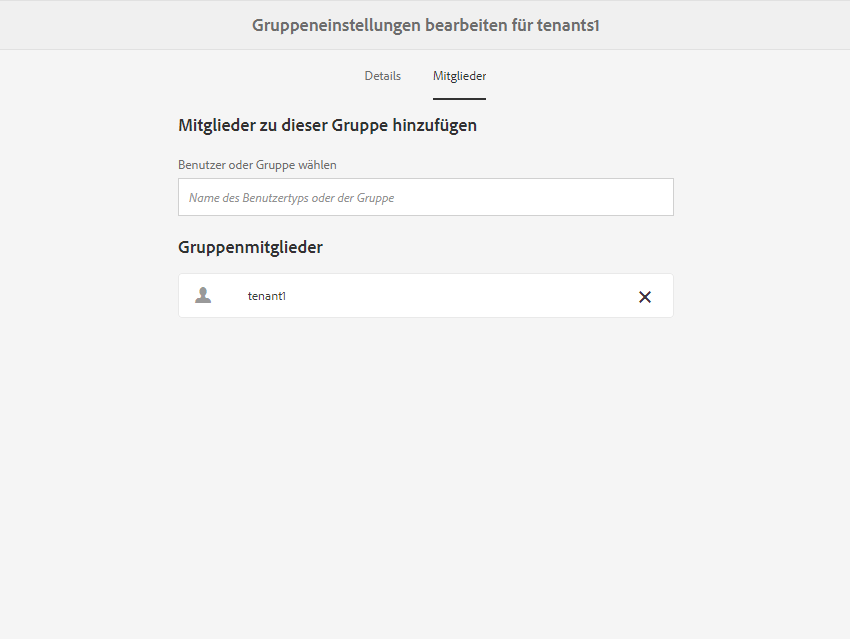 Gruppeneinstellungen bearbeiten für tenants1
Details Mitglieder
Mitglieder zu dieser Gruppe hinzufügen
Benutzer oder Gruppe wählen
Name des Benutzertyps oder der Gruppe
Gruppenmitglieder
tenant1